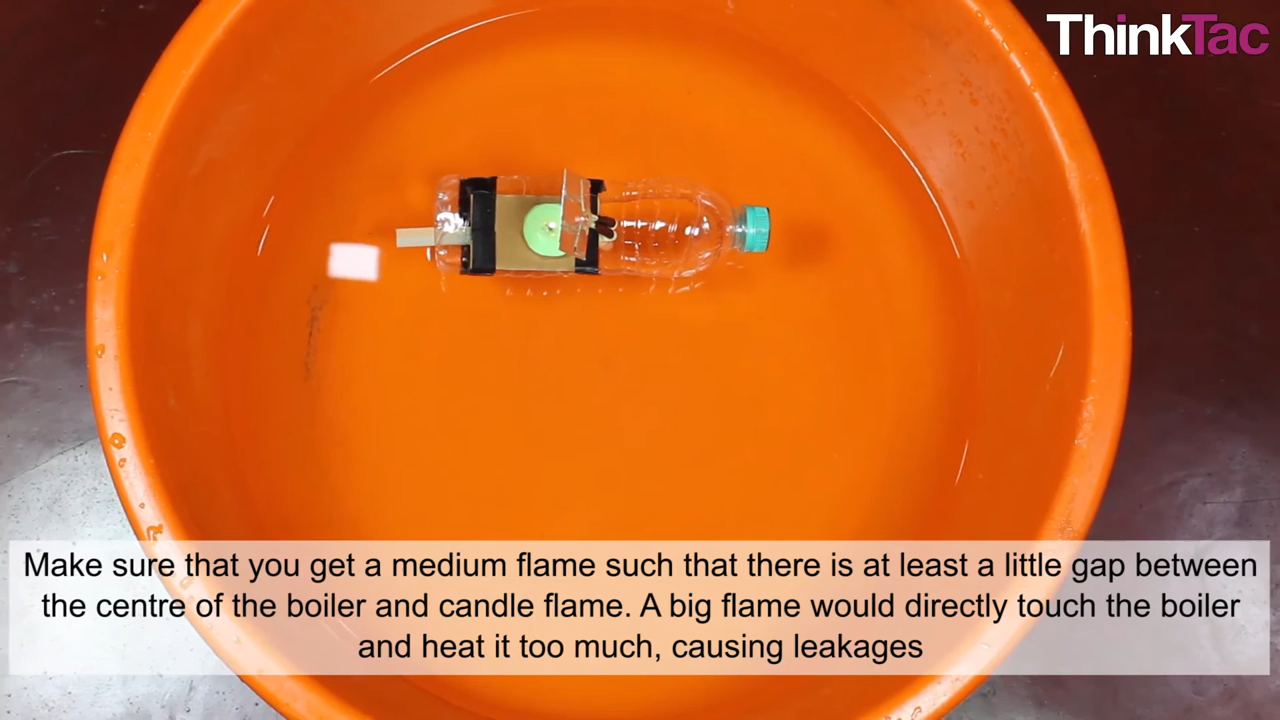 ThinkTac
Make sure that you get a medium flame such that there is at least a little gap between
the centre of the boiler and candle flame. A big flame would directly touch the boiler
and heat it too much, causing leakages